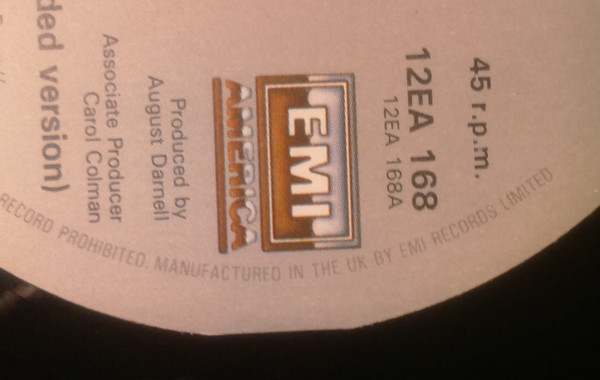 45 r.p.m.
12EA 168
12EA 168A
EMI
AMERICA
Produced by
August Darnell
Associate Producer
Carol Colman
ded version)
RECORD PROHIBITED. MANUFACTURED IN THE UK BY EMI RECORDS LIMITED